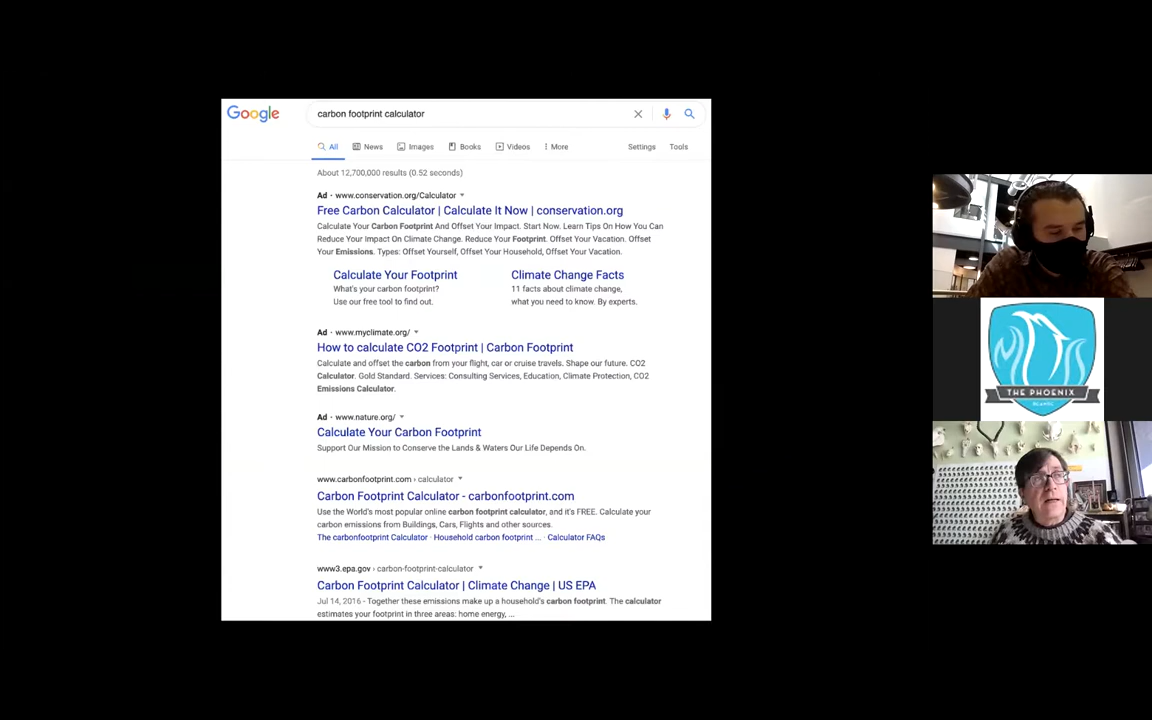 Google
carbon footprint calculator
All News Images Books Videos More Settings Tools
About 12,700,000 results (0.52 seconds)
Ad · www.conservation.org/Calculator
Free Carbon Calculator | Calculate It Now | conservation.org
Calculate Your Carbon Footprint And Offset Your Impact. Start Now. Learn Tips On How You Can
Reduce Your Impact On Climate Change. Reduce Your Footprint. Offset Your Vacation. Offset
Your Emissions. Types: Offset Yourself, Offset Your Household, Offset Your Vacation.
Calculate Your Footprint
What's your carbon footprint?
Use our free tool to find out.
Climate Change Facts
11 facts about climate change,
what you need to know. By experts.
Ad · www.myclimate.org/
How to calculate CO2 Footprint | Carbon Footprint
Calculate and offset the carbon from your flight, car or cruise travels. Shape our future. CO2
Calculator. Gold Standard. Services: Consulting Services, Education, Climate Protection, CO2
Emissions Calculator.
Ad · www.nature.org/
Calculate Your Carbon Footprint
Support Our Mission to Conserve the Lands & Waters Our Life Depends On.
www.carbonfootprint.com › calculator
Carbon Footprint Calculator - carbonfootprint.com
Use the World's most popular online carbon footprint calculator, and it's FREE. Calculate your
carbon emissions from Buildings, Cars, Flights and other sources.
The carbonfootprint Calculator · Household carbon footprint ... · Calculator FAQs
www3.epa.gov › carbon-footprint-calculator
Carbon Footprint Calculator | Climate Change | US EPA
Jul 14, 2016 - Together these emissions make up a household's carbon footprint. The calculator
estimates your footprint in three areas: home energy, ...
THE PHOENIX